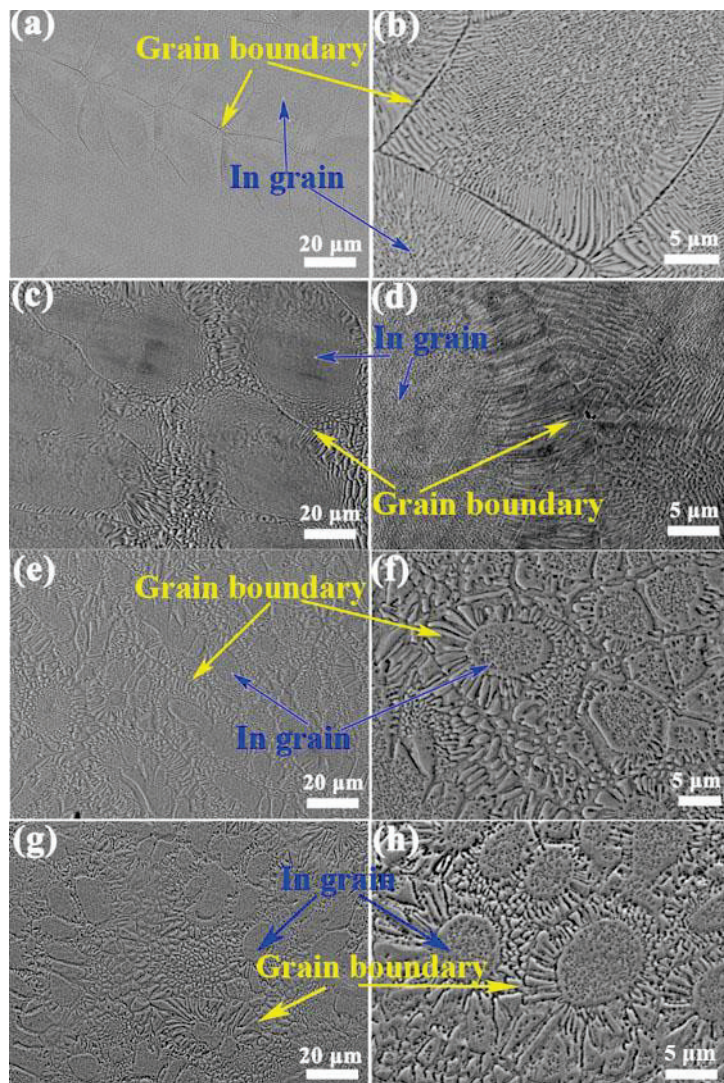 (a)
(b)
Grain boundary
In grain
20 μm
5 μm
(c)
(d)
In grain
Grain boundary
20 μm
5 μm
(e)
(f)
Grain boundary
In grain
20 μm
5 μm
(g)
(h)
In grain
Grain boundary
20 μm
5 μm